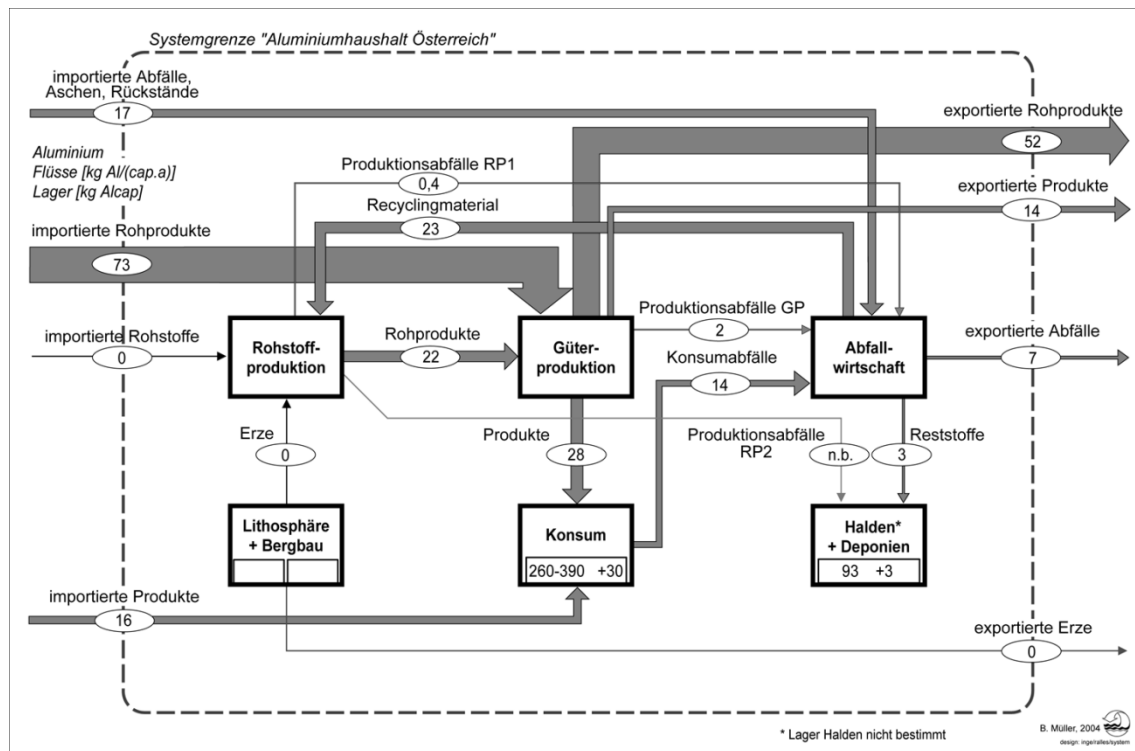 Systemgrenze "Aluminiumhaushalt Österreich"
importierte Abfälle,
Aschen, Rückstände
17
exportierte Rohprodukte
52
Aluminium
Flüsse [kg Al/(cap.a)]
Lager [kg Alcap]
Produktionsabfälle RP1
0,4
exportierte Produkte
14
Recyclingmaterial
23
importierte Rohprodukte
73
Produktionsabfälle GP
2
importierte Rohstoffe
0
Rohstoff-
produktion
Rohprodukte
22
Güter-
produktion
Konsumabfälle
14
Abfall-
wirtschaft
exportierte Abfälle
7
Erze
0
Produkte
28
Produktionsabfälle
RP2
n.b.
Reststoffe
3
Lithosphäre
+ Bergbau
Konsum
260-390 +30
Halden*
+ Deponien
93 +3
importierte Produkte
16
exportierte Erze
0
* Lager Halden nicht bestimmt
B. Müller, 2004
design: inge/ralles/system